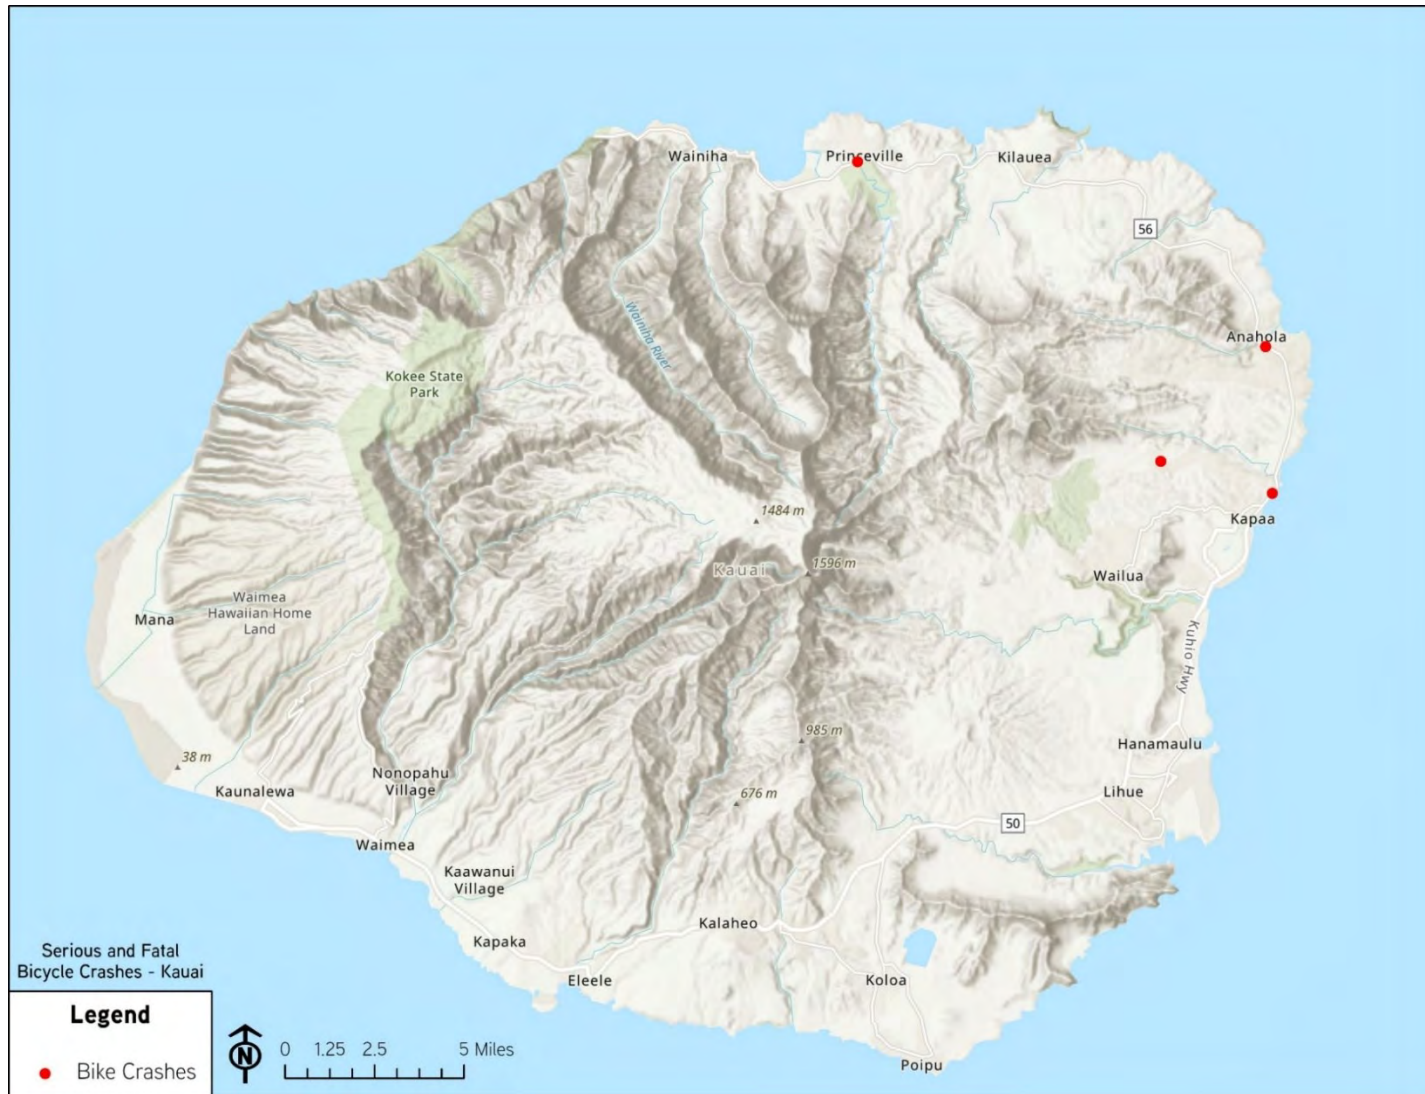 Wainiha
Princeville
Kilauea
56
Wainiha River
Anahola
Kokee State
Park
1484 m
Kapaa
Kauai
1596 m
Wailua
Waimea
Hawaiian Home
Land
Mana
Kuhio Hwy
985 m
Hanamaulu
38 m
Nonopahu
Village
676 m
Kaunalewa
Lihue
50
Waimea
Kaawanui
Village
Kalaheo
Kapaka
Eleele
Koloa
Poipu
Serious and Fatal
Bicycle Crashes - Kauai
Legend
Bike Crashes
N
0 1.25 2.5 5 Miles